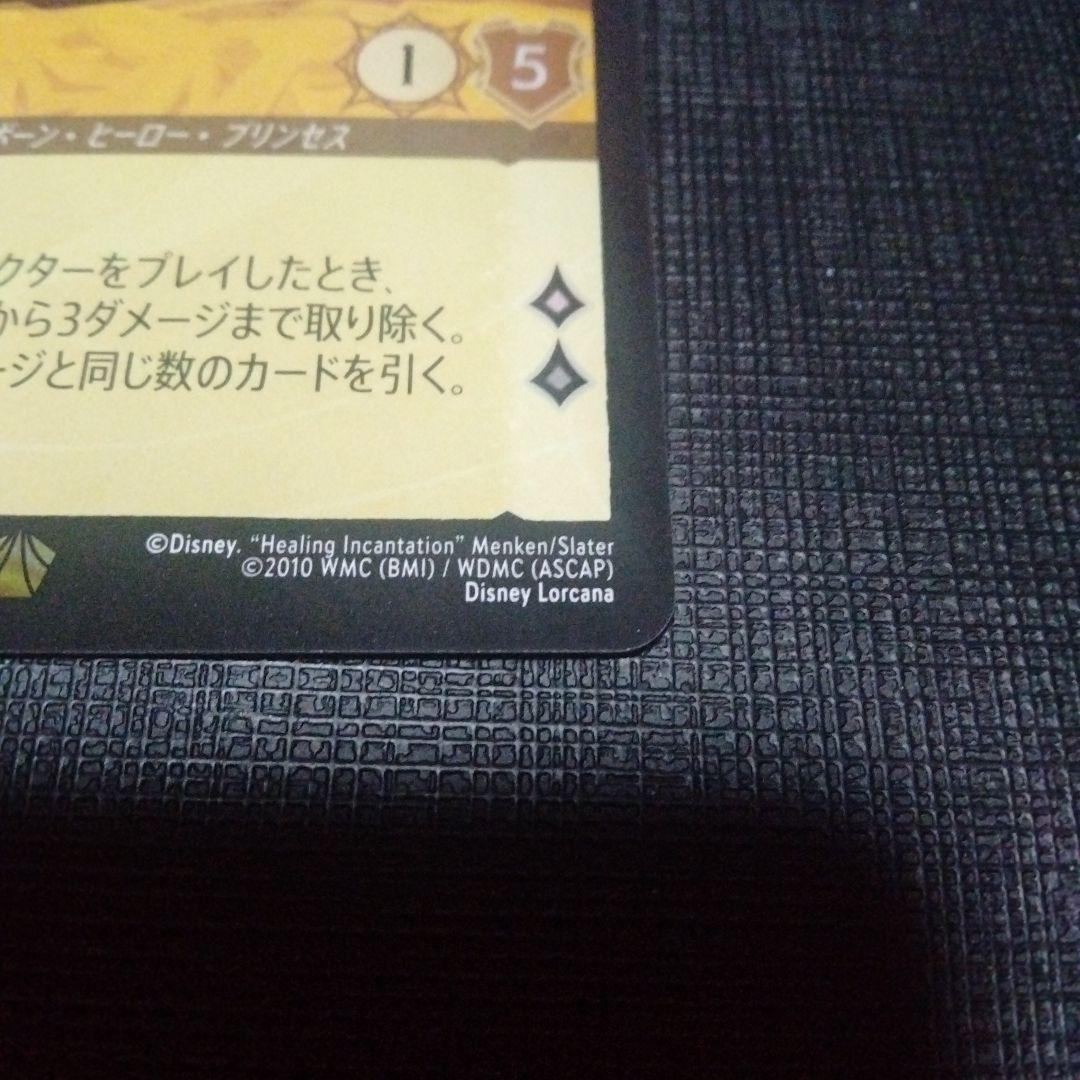 1 5
ボーン・ヒーロー・プリンセス
クターをプレイしたとき、
から3ダメージまで取り除く。
ージと同じ数のカードを引く。
©Disney. “Healing Incantation” Menken/Slater
©2010 WMC (BMI) / WDMC (ASCAP)
Disney Lorcana